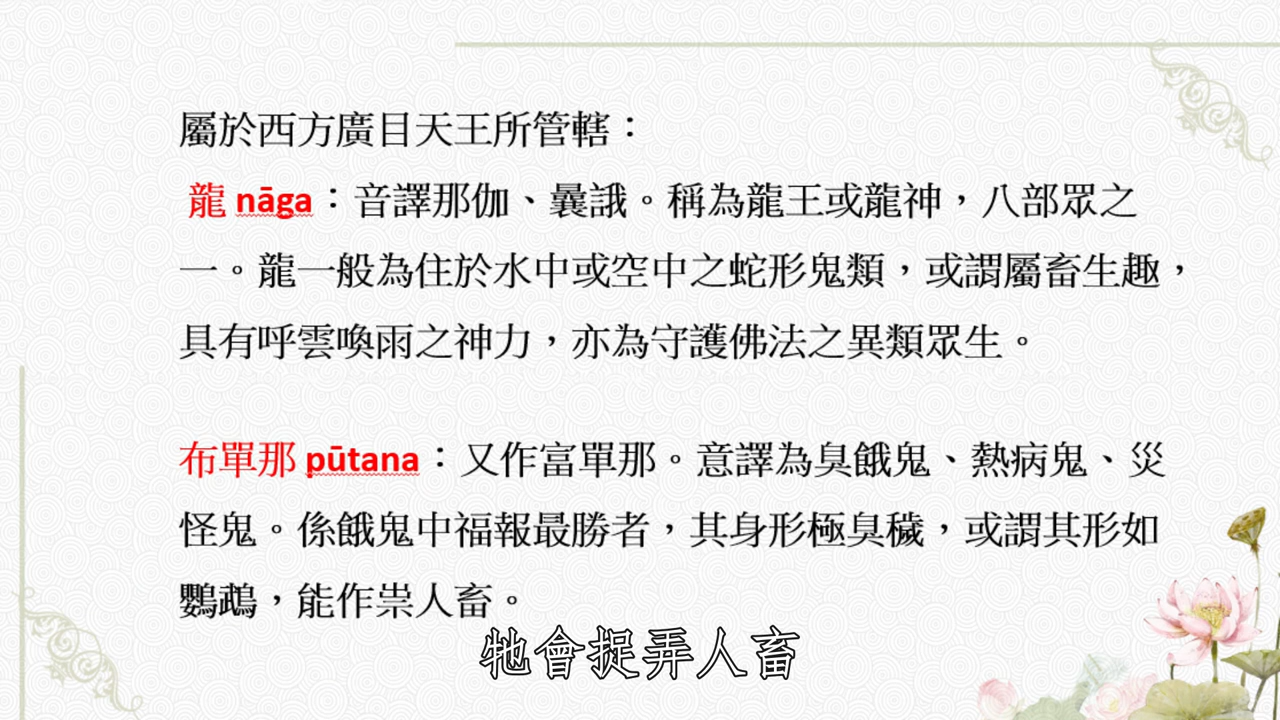 屬於西方廣目天王所管轄：
龍 nāga：音譯那伽、曩誐。稱為龍王或龍神，八部眾之
一。龍一般為住於水中或空中之蛇形鬼類，或謂屬畜生趣，
具有呼雲喚雨之神力，亦為守護佛法之異類眾生。
布單那 pūtana：又作富單那。意譯為臭餓鬼、熱病鬼、災
怪鬼。係餓鬼中福報最勝者，其身形極臭穢，或謂其形如
鸚鵡，能作祟人畜。
牠會捉弄人畜